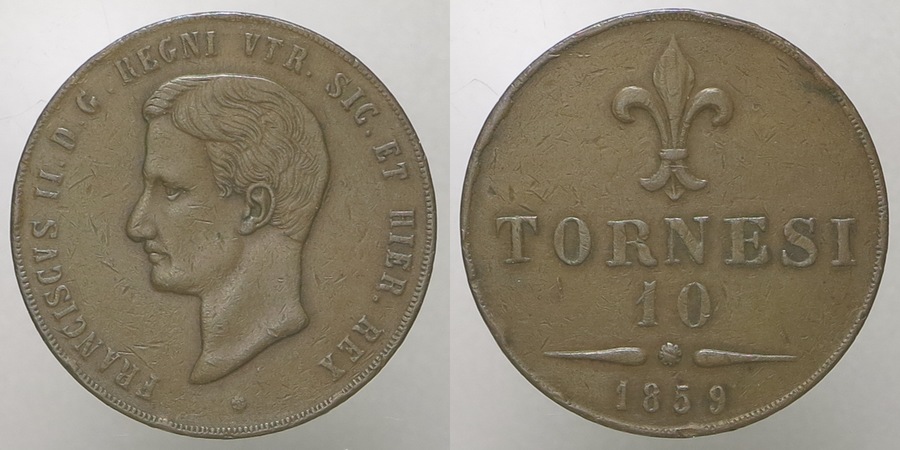 FRANCISCVS II. D G. REGNI VTR. SIC. ET HIER. REX
TORNESI
10
1859